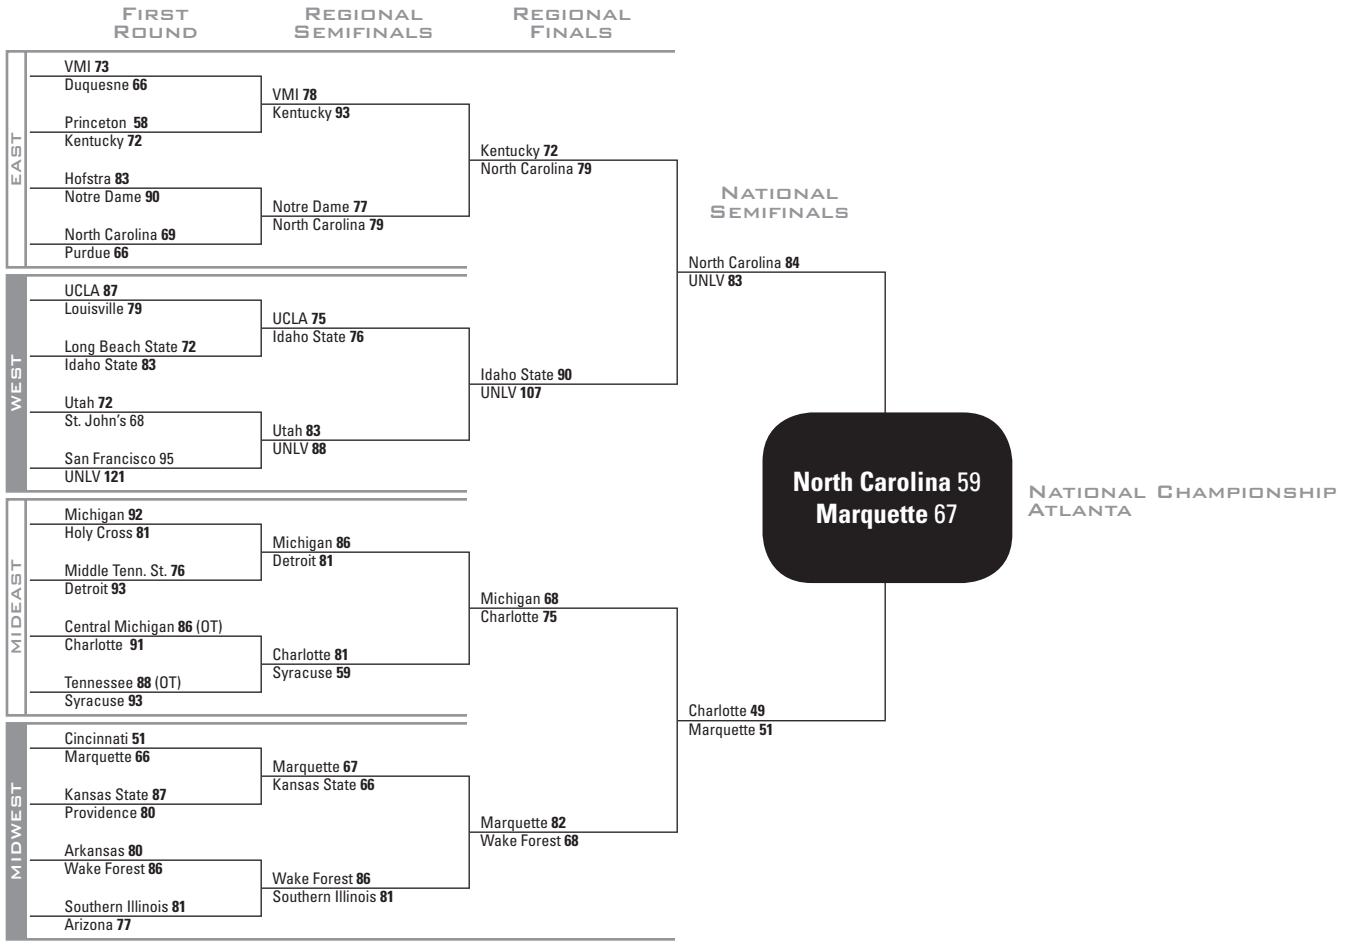 FIRST ROUND
REGIONAL SEMIFINALS
REGIONAL FINALS
EAST
VMI 73
Duquesne 66
Princeton 58
Kentucky 72
Hofstra 83
Notre Dame 90
North Carolina 69
Purdue 66
VMI 78
Kentucky 93
Notre Dame 77
North Carolina 79
Kentucky 72
North Carolina 79
WEST
UCLA 87
Louisville 79
Long Beach State 72
Idaho State 83
Utah 72
St. John's 68
San Francisco 95
UNLV 121
UCLA 75
Idaho State 76
Utah 83
UNLV 88
Idaho State 90
UNLV 107
NATIONAL SEMIFINALS
North Carolina 84
UNLV 83
MIDEAST
Michigan 92
Holy Cross 81
Middle Tenn. St. 76
Detroit 93
Central Michigan 86 (OT)
Charlotte 91
Tennessee 88 (OT)
Syracuse 93
Michigan 86
Detroit 81
Charlotte 81
Syracuse 59
Michigan 68
Charlotte 75
MIDWEST
Cincinnati 51
Marquette 66
Kansas State 87
Providence 80
Arkansas 80
Wake Forest 86
Southern Illinois 81
Arizona 77
Marquette 67
Kansas State 66
Wake Forest 86
Southern Illinois 81
Marquette 82
Wake Forest 68
Charlotte 49
Marquette 51
North Carolina 59
Marquette 67
NATIONAL CHAMPIONSHIP
ATLANTA